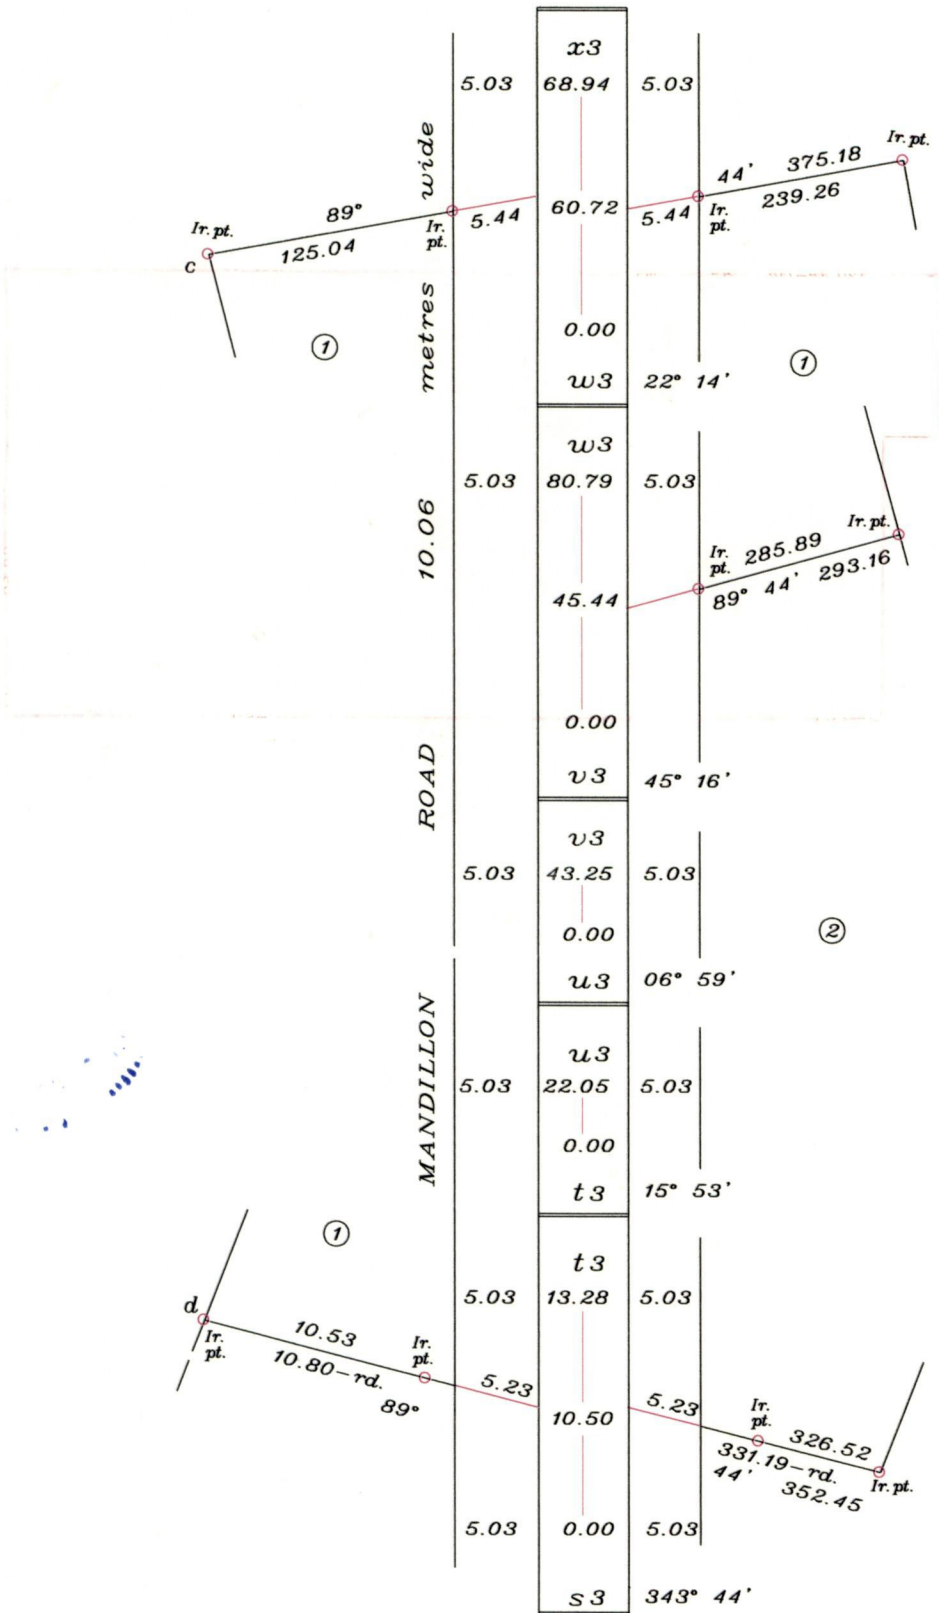 x3
5.03 68.94 5.03
Ir. pt.
44' 375.18
239.26
89°
125.04
Ir. pt.
c
Ir. pt.
5.44 60.72 5.44
Ir. pt.
1
0.00
1
w3 22° 14'
w3
5.03 80.79 5.03
Ir. pt.
Ir. pt.
285.89
89° 44' 293.16
45.44
0.00
v3 45° 16'
v3
5.03 43.25 5.03
0.00
2
u3 06° 59'
u3
5.03 22.05 5.03
0.00
t3 15° 53'
1
t3
5.03 13.28 5.03
d
Ir. pt.
10.53
10.80-rd.
89°
Ir. pt.
5.23 10.50 5.23
Ir. pt.
326.52
331.19-rd.
44' 352.45
Ir. pt.
5.03 0.00 5.03
s3 343° 44'
MANDILLON ROAD 10.06 metres wide